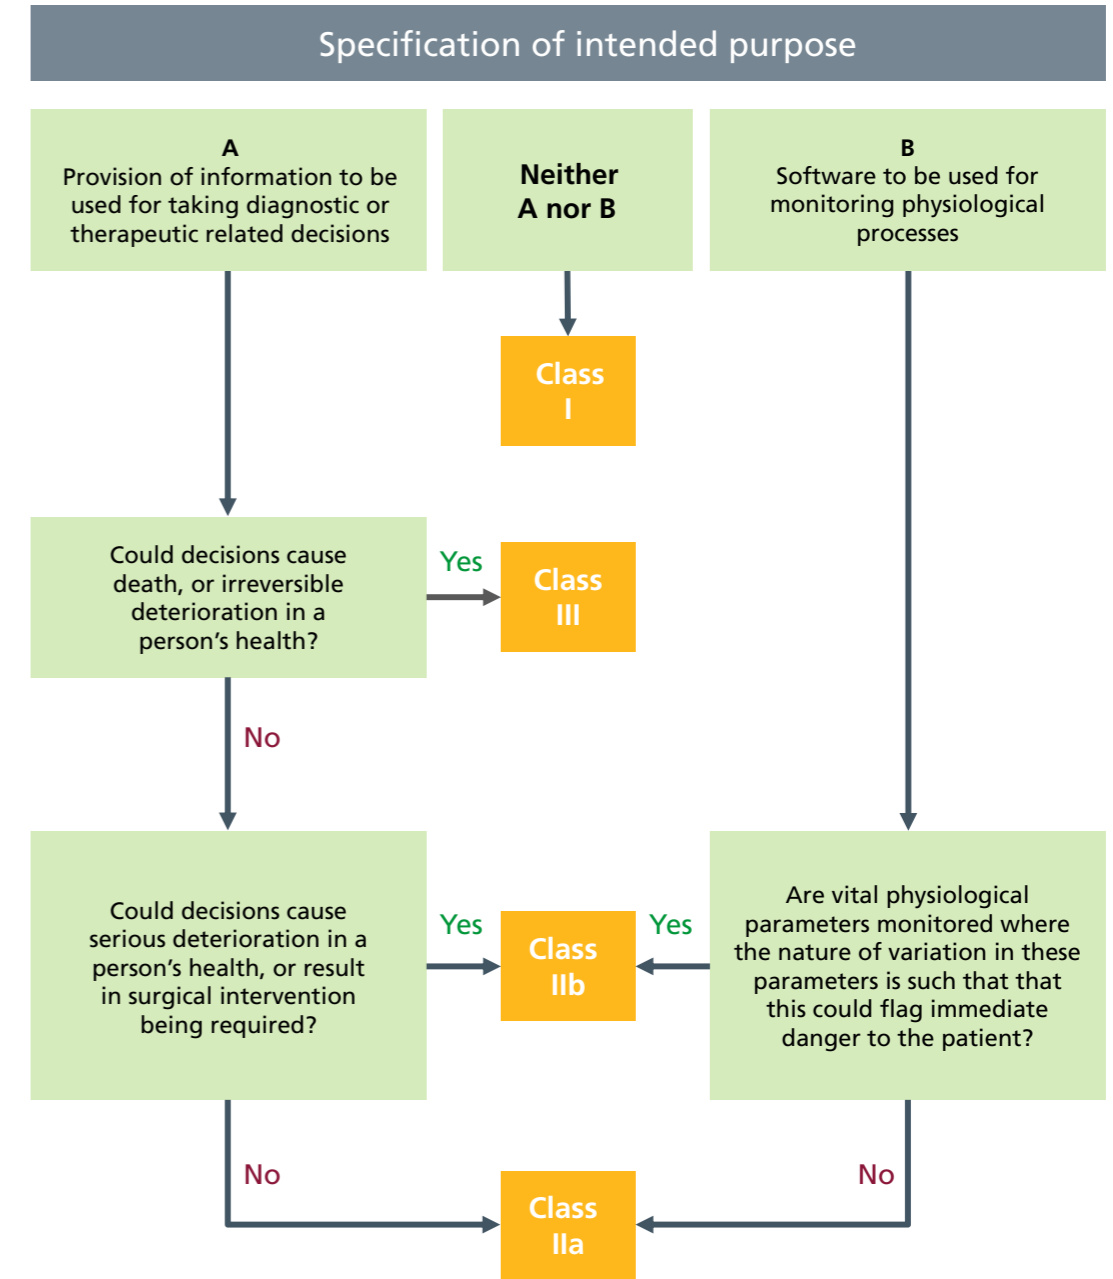 Specification of intended purpose
A
Provision of information to be
used for taking diagnostic or
therapeutic related decisions
Neither
A nor B
B
Software to be used for
monitoring physiological
processes
Class
I
Could decisions cause
death, or irreversible
deterioration in a
person’s health?
Yes
Class
III
No
Could decisions cause
serious deterioration in a
person’s health, or result
in surgical intervention
being required?
Yes
Class
IIb
Yes
Are vital physiological
parameters monitored where
the nature of variation in these
parameters is such that that
this could flag immediate
danger to the patient?
No
Class
IIa
No